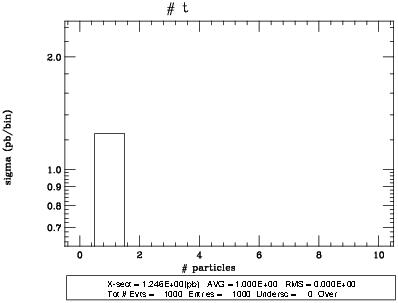 # t
sigma (pb/bin)
2.0
1.0
0.9
0.8
0.7
0 2 4 6 8 10
# particles
X-sect = 1.246E+00(pb) AVG = 1.000E+00 RMS = 0.000E+00
Tot # Evts = 1000 Entries = 1000 Undersc = 0 Over